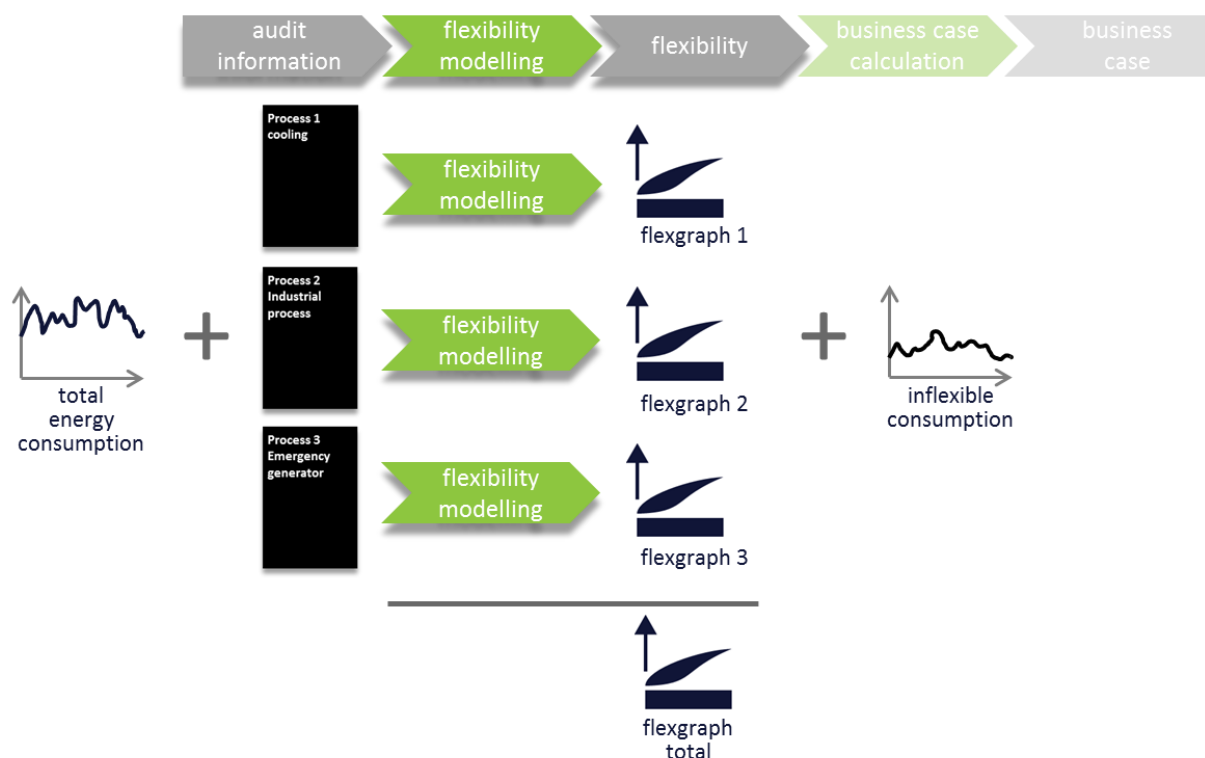 audit
information
flexibility
modelling
flexibility
business case
calculation
business
case
Process 1
cooling
flexibility
modelling
flexgraph 1
Process 2
Industrial
process
flexibility
modelling
flexgraph 2
total
energy
consumption
inflexible
consumption
Process 3
Emergency
generator
flexibility
modelling
flexgraph 3
flexgraph
total